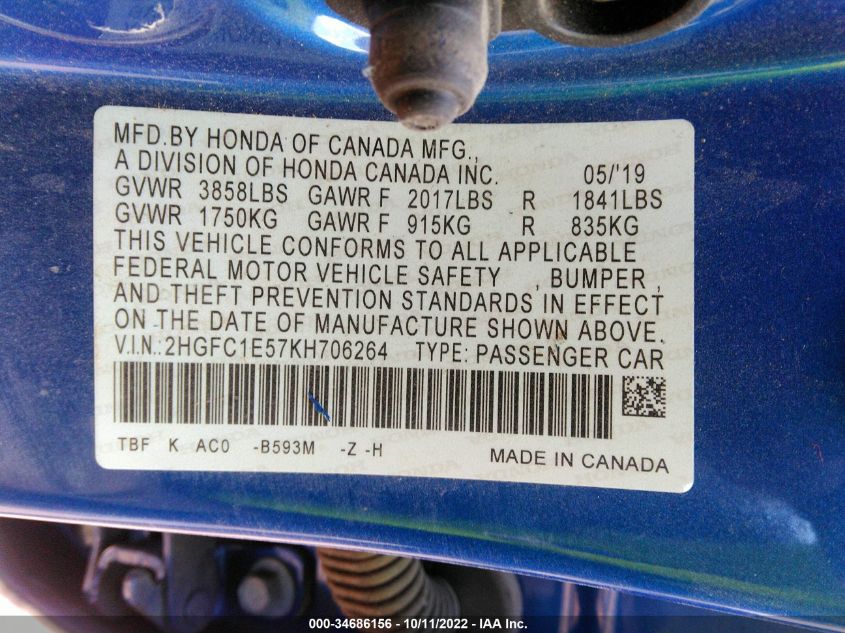 MFD.BY HONDA OF CANADA MFG.,
A DIVISION OF HONDA CANADA INC. 05/'19
GVWR 3858LBS GAWR F 2017LBS R 1841LBS
GVWR 1750KG GAWR F 915KG R 835KG
THIS VEHICLE CONFORMS TO ALL APPLICABLE
FEDERAL MOTOR VEHICLE SAFETY , BUMPER ,
AND THEFT PREVENTION STANDARDS IN EFFECT
ON THE DATE OF MANUFACTURE SHOWN ABOVE.
V.I.N.:2HGFC1E57KH706264 TYPE: PASSENGER CAR
TBF K AC0 -B593M -Z -H MADE IN CANADA
000-34686156 - 10/11/2022 - IAA Inc.